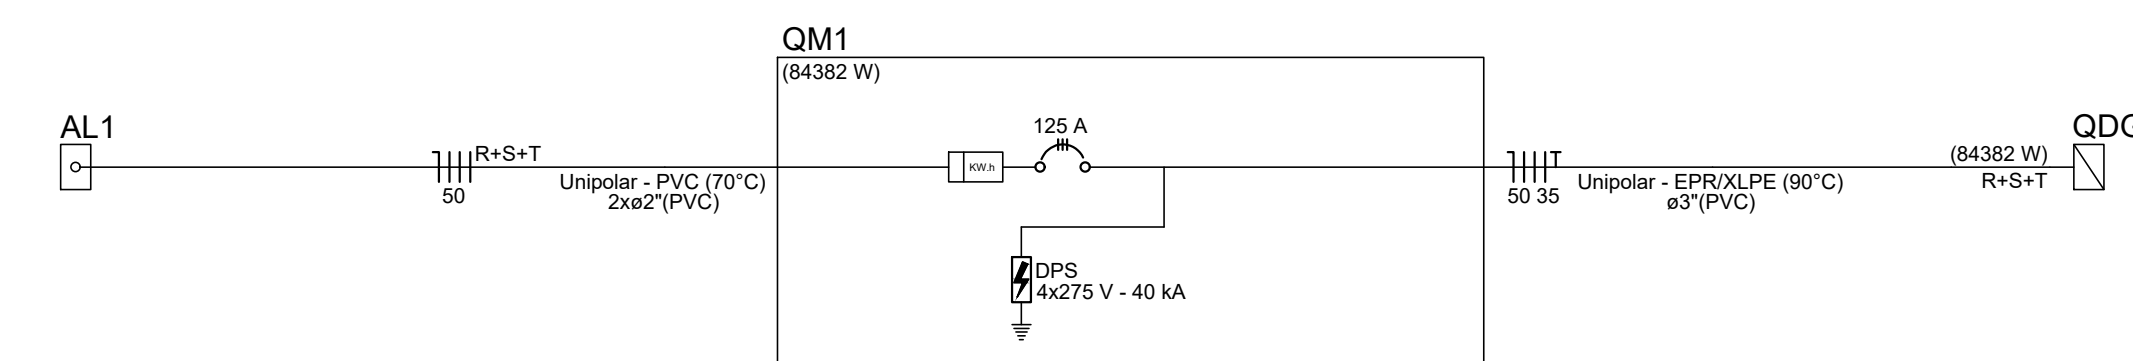 QM1
(84382 W)
AL1
R+S+T
50
Unipolar - PVC (70°C)
2xø2"(PVC)
KW.h
125 A
DPS
4x275 V - 40 kA
50 35
Unipolar - EPR/XLPE (90°C)
ø3"(PVC)
(84382 W)
R+S+T
QDG